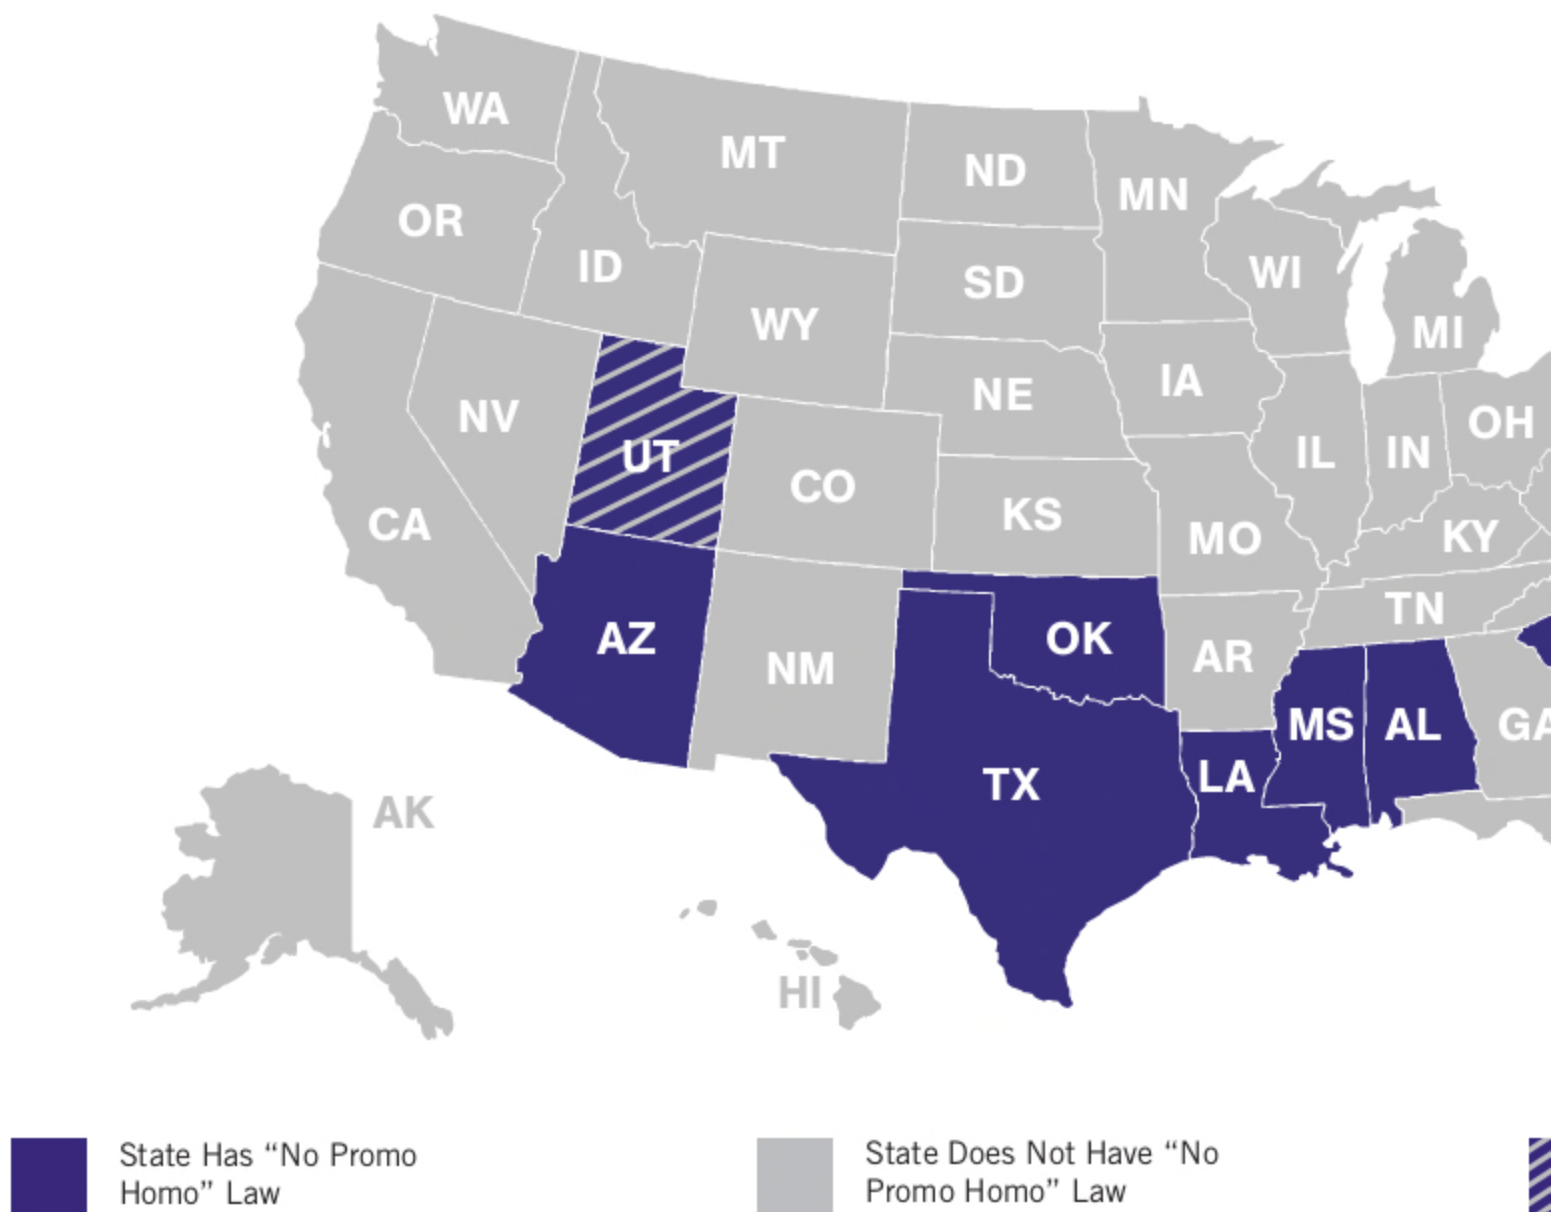 WA
MT
ND
MN
OR
ID
SD
WI
WY
MI
NE
IA
NV
UT
CO
IL
IN
OH
CA
KS
MO
KY
AZ
NM
OK
AR
TN
TX
LA
MS
AL
GA
AK
HI
State Has “No Promo
Homo” Law
State Does Not Have “No
Promo Homo” Law